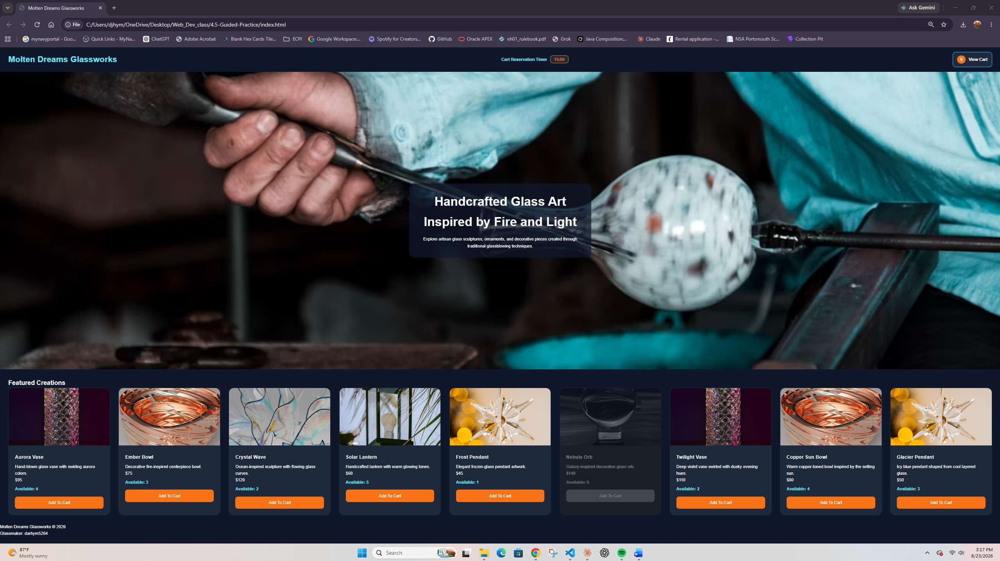 Molten Dreams Glassworks
Ask Gemini
File
C:/Users/djhym/OneDrive/Desktop/Web_Dev_class/4.5-Guided-Practice/index.html
mynavyportal - Goo...
Quick Links - MyNa...
ChatGPT
Adobe Acrobat
Blank Hex Cards Tile...
ECPI
Google Workspace:...
Spotify for Creators...
GitHub
Oracle APEX
eh01_rulebook.pdf
Grok
Java Composition:...
Claude
Rental application -...
NSA Portsmouth Sc...
Collection Pit
Molten Dreams Glassworks
Cart Reservation Timer
15:00
0
View Cart
Handcrafted Glass Art
Inspired by Fire and Light
Explore artisan glass sculptures, ornaments, and decorative pieces created through
traditional glassblowing techniques.
Featured Creations
Aurora Vase
Hand-blown glass vase with swirling aurora
colors.
$95
Available: 4
Add To Cart
Ember Bowl
Decorative fire-inspired centerpiece bowl.
$75
Available: 3
Add To Cart
Crystal Wave
Ocean-inspired sculpture with flowing glass
curves.
$120
Available: 2
Add To Cart
Solar Lantern
Handcrafted lantern with warm glowing tones.
$60
Available: 5
Add To Cart
Frost Pendant
Elegant frozen-glass pendant artwork.
$45
Available: 1
Add To Cart
Nebula Orb
Galaxy-inspired decorative glass orb.
$140
Available: 0
Add To Cart
Twilight Vase
Deep violet vase swirled with dusky evening
hues.
$110
Available: 2
Add To Cart
Copper Sun Bowl
Warm copper-toned bowl inspired by the setting
sun.
$80
Available: 4
Add To Cart
Glacier Pendant
Icy blue pendant shaped from cool layered
glass.
$50
Available: 3
Add To Cart
Molten Dreams Glassworks © 2026
Glassmaker: darhym5264
87°F
Mostly sunny
Search
3:17 PM
8/23/2026